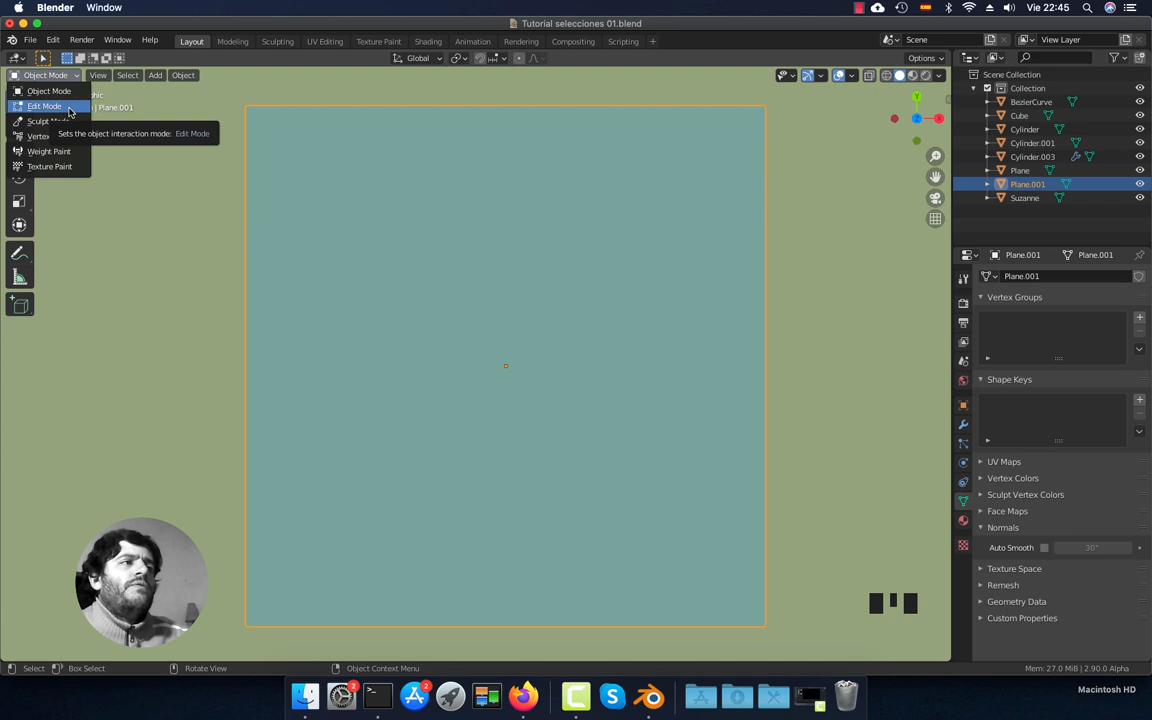 Window
Vie 22:45
Tutorial selecciones 01.blend
File Edit Render Window Help
Layout Modeling Sculpting UV Editing Texture Paint Shading Animation Rendering Compositing Scripting +
Scene
View Layer
Global
Options
Object Mode View Select Add Object
Object Mode
Edit Mode
Vertex
Weight Paint
Texture Paint
| Plane.001
Sets the object interaction mode: Edit Mode
Y
X
Z
Scene Collection
Collection
BezierCurve
Cube
Cylinder
Cylinder.001
Cylinder.003
Plane
Plane.001
Suzanne
Plane.001 Plane.001
Plane.001
Vertex Groups
Shape Keys
UV Maps
Vertex Colors
Sculpt Vertex Colors
Face Maps
Normals
Auto Smooth 30°
Texture Space
Remesh
Geometry Data
Custom Properties
Select Box Select Rotate View Object Context Menu
Mem: 27.0 MiB | 2.90.0 Alpha
2
2
Macintosh HD